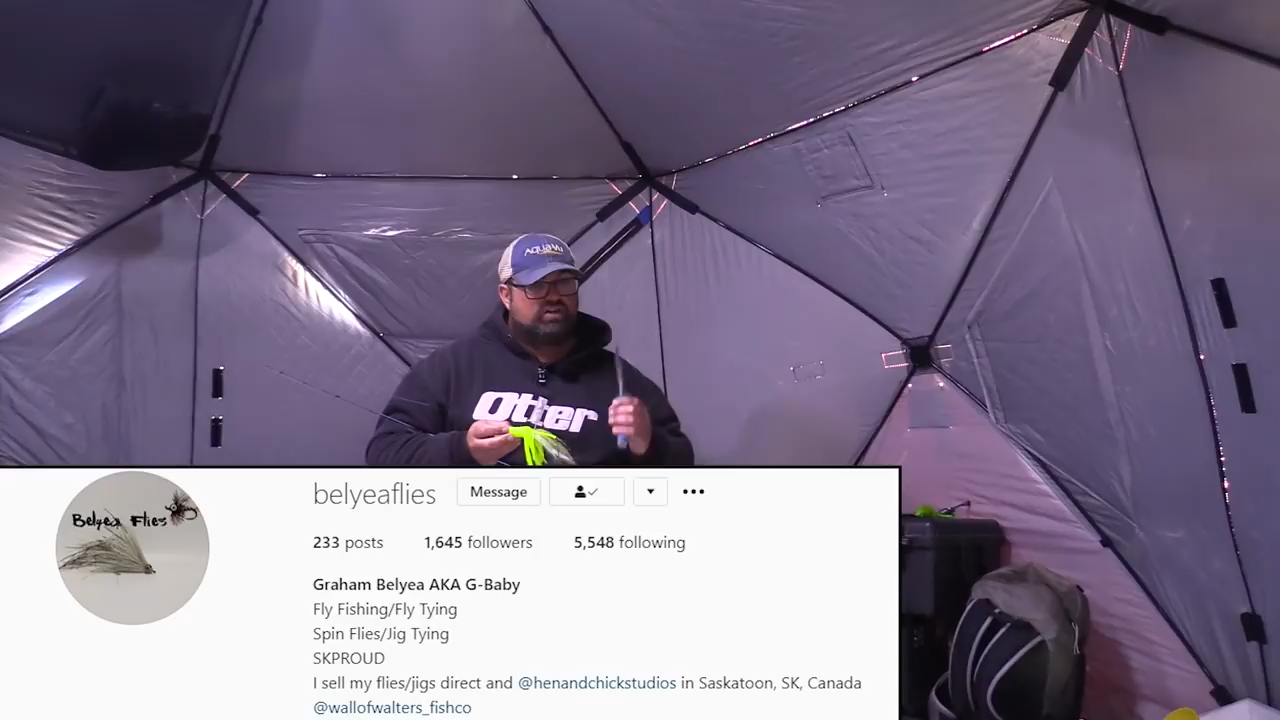 AQUAVU
Otter
Belyea Flies
belyeaflies
Message
233 posts 1,645 followers 5,548 following
Graham Belyea AKA G-Baby
Fly Fishing/Fly Tying
Spin Flies/Jig Tying
SKPROUD
I sell my flies/jigs direct and @henandchickstudios in Saskatoon, SK, Canada
@wallofwalters_fishco